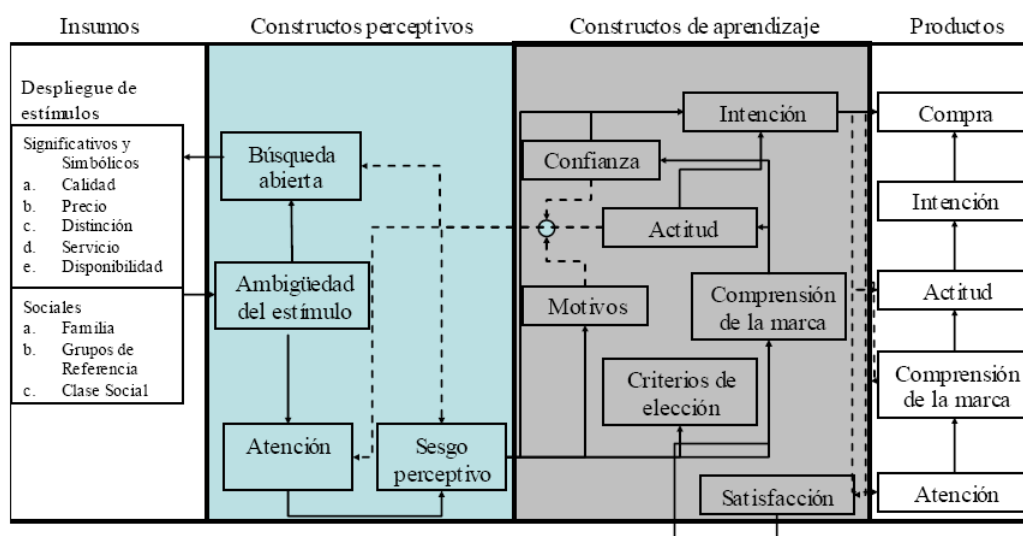 Insumos
Constructos perceptivos
Constructos de aprendizaje
Productos
Despliegue de
estímulos
Significativos y
Simbólicos
a. Calidad
b. Precio
c. Distinción
d. Servicio
e. Disponibilidad
Sociales
a. Familia
b. Grupos de
Referencia
c. Clase Social
Búsqueda
abierta
Ambigüedad
del estímulo
Atención
Sesgo
perceptivo
Intención
Confianza
Actitud
Motivos
Comprensión
de la marca
Criterios de
elección
Satisfacción
Compra
Intención
Actitud
Comprensión
de la marca
Atención